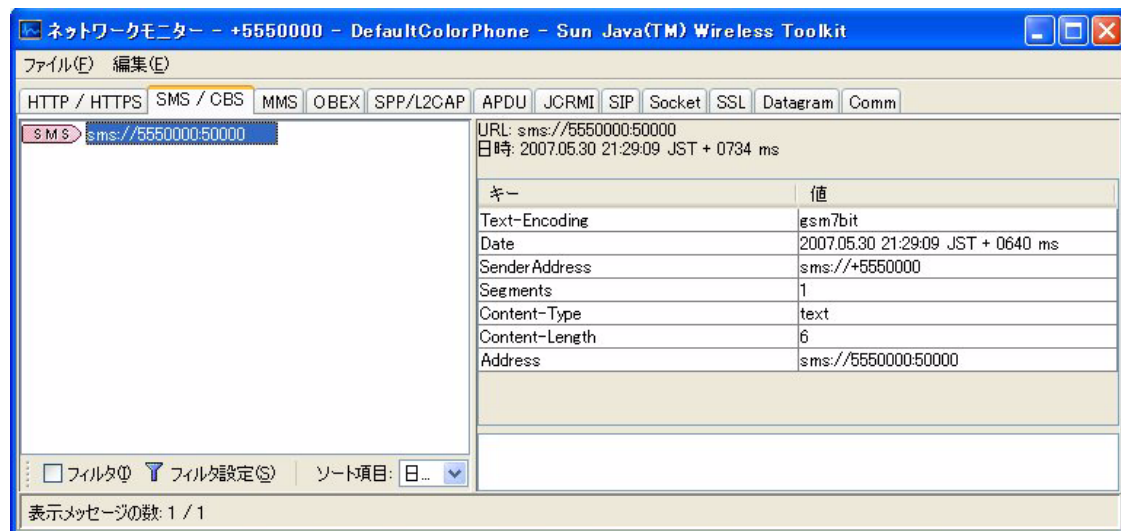 ネットワークモニター - +5550000 - DefaultColorPhone - Sun Java(TM) Wireless Toolkit
ファイル(F) 編集(E)
HTTP / HTTPS SMS / CBS MMS OBEX SPP/L2CAP APDU JCRMI SIP Socket SSL Datagram Comm
SMS sms://5550000:50000
URL: sms://5550000:50000
日時: 2007.05.30 21:29:09 JST + 0734 ms
キー 値
Text-Encoding gsm7bit
Date 2007.05.30 21:29:09 JST + 0640 ms
SenderAddress sms://+5550000
Segments 1
Content-Type text
Content-Length 6
Address sms://5550000:50000
フィルタ(I) フィルタ設定(S) ソート項目: 日...
表示メッセージの数: 1 / 1